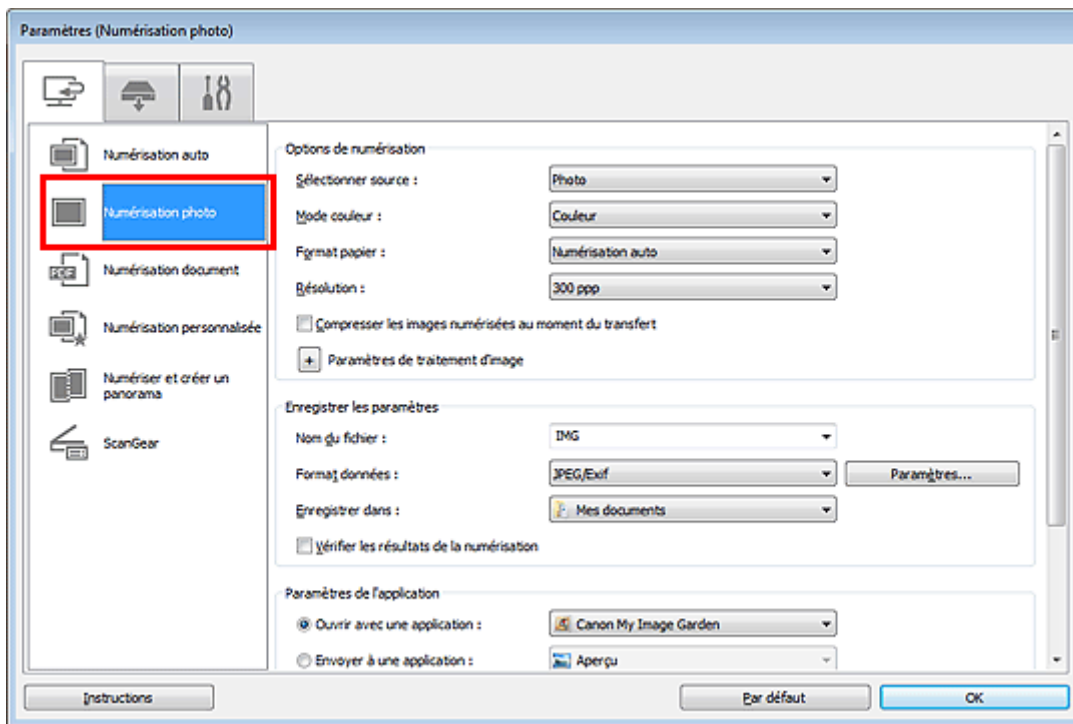 Paramètres (Numérisation photo)
Numérisation auto
Numérisation photo
PDF
Numérisation document
Numérisation personnalisée
Numériser et créer un
panorama
ScanGear
Options de numérisation
Sélectionner source : Photo
Mode couleur : Couleur
Format papier : Numérisation auto
Résolution : 300 ppp
Compresser les images numérisées au moment du transfert
+ Paramètres de traitement d'image
Enregistrer les paramètres
Nom du fichier : IMG
Format données : JPEG/Exif Paramètres...
Enregistrer dans : Mes documents
Vérifier les résultats de la numérisation
Paramètres de l'application
Ouvrir avec une application : Canon My Image Garden
Envoyer à une application : Aperçu
Instructions Par défaut OK